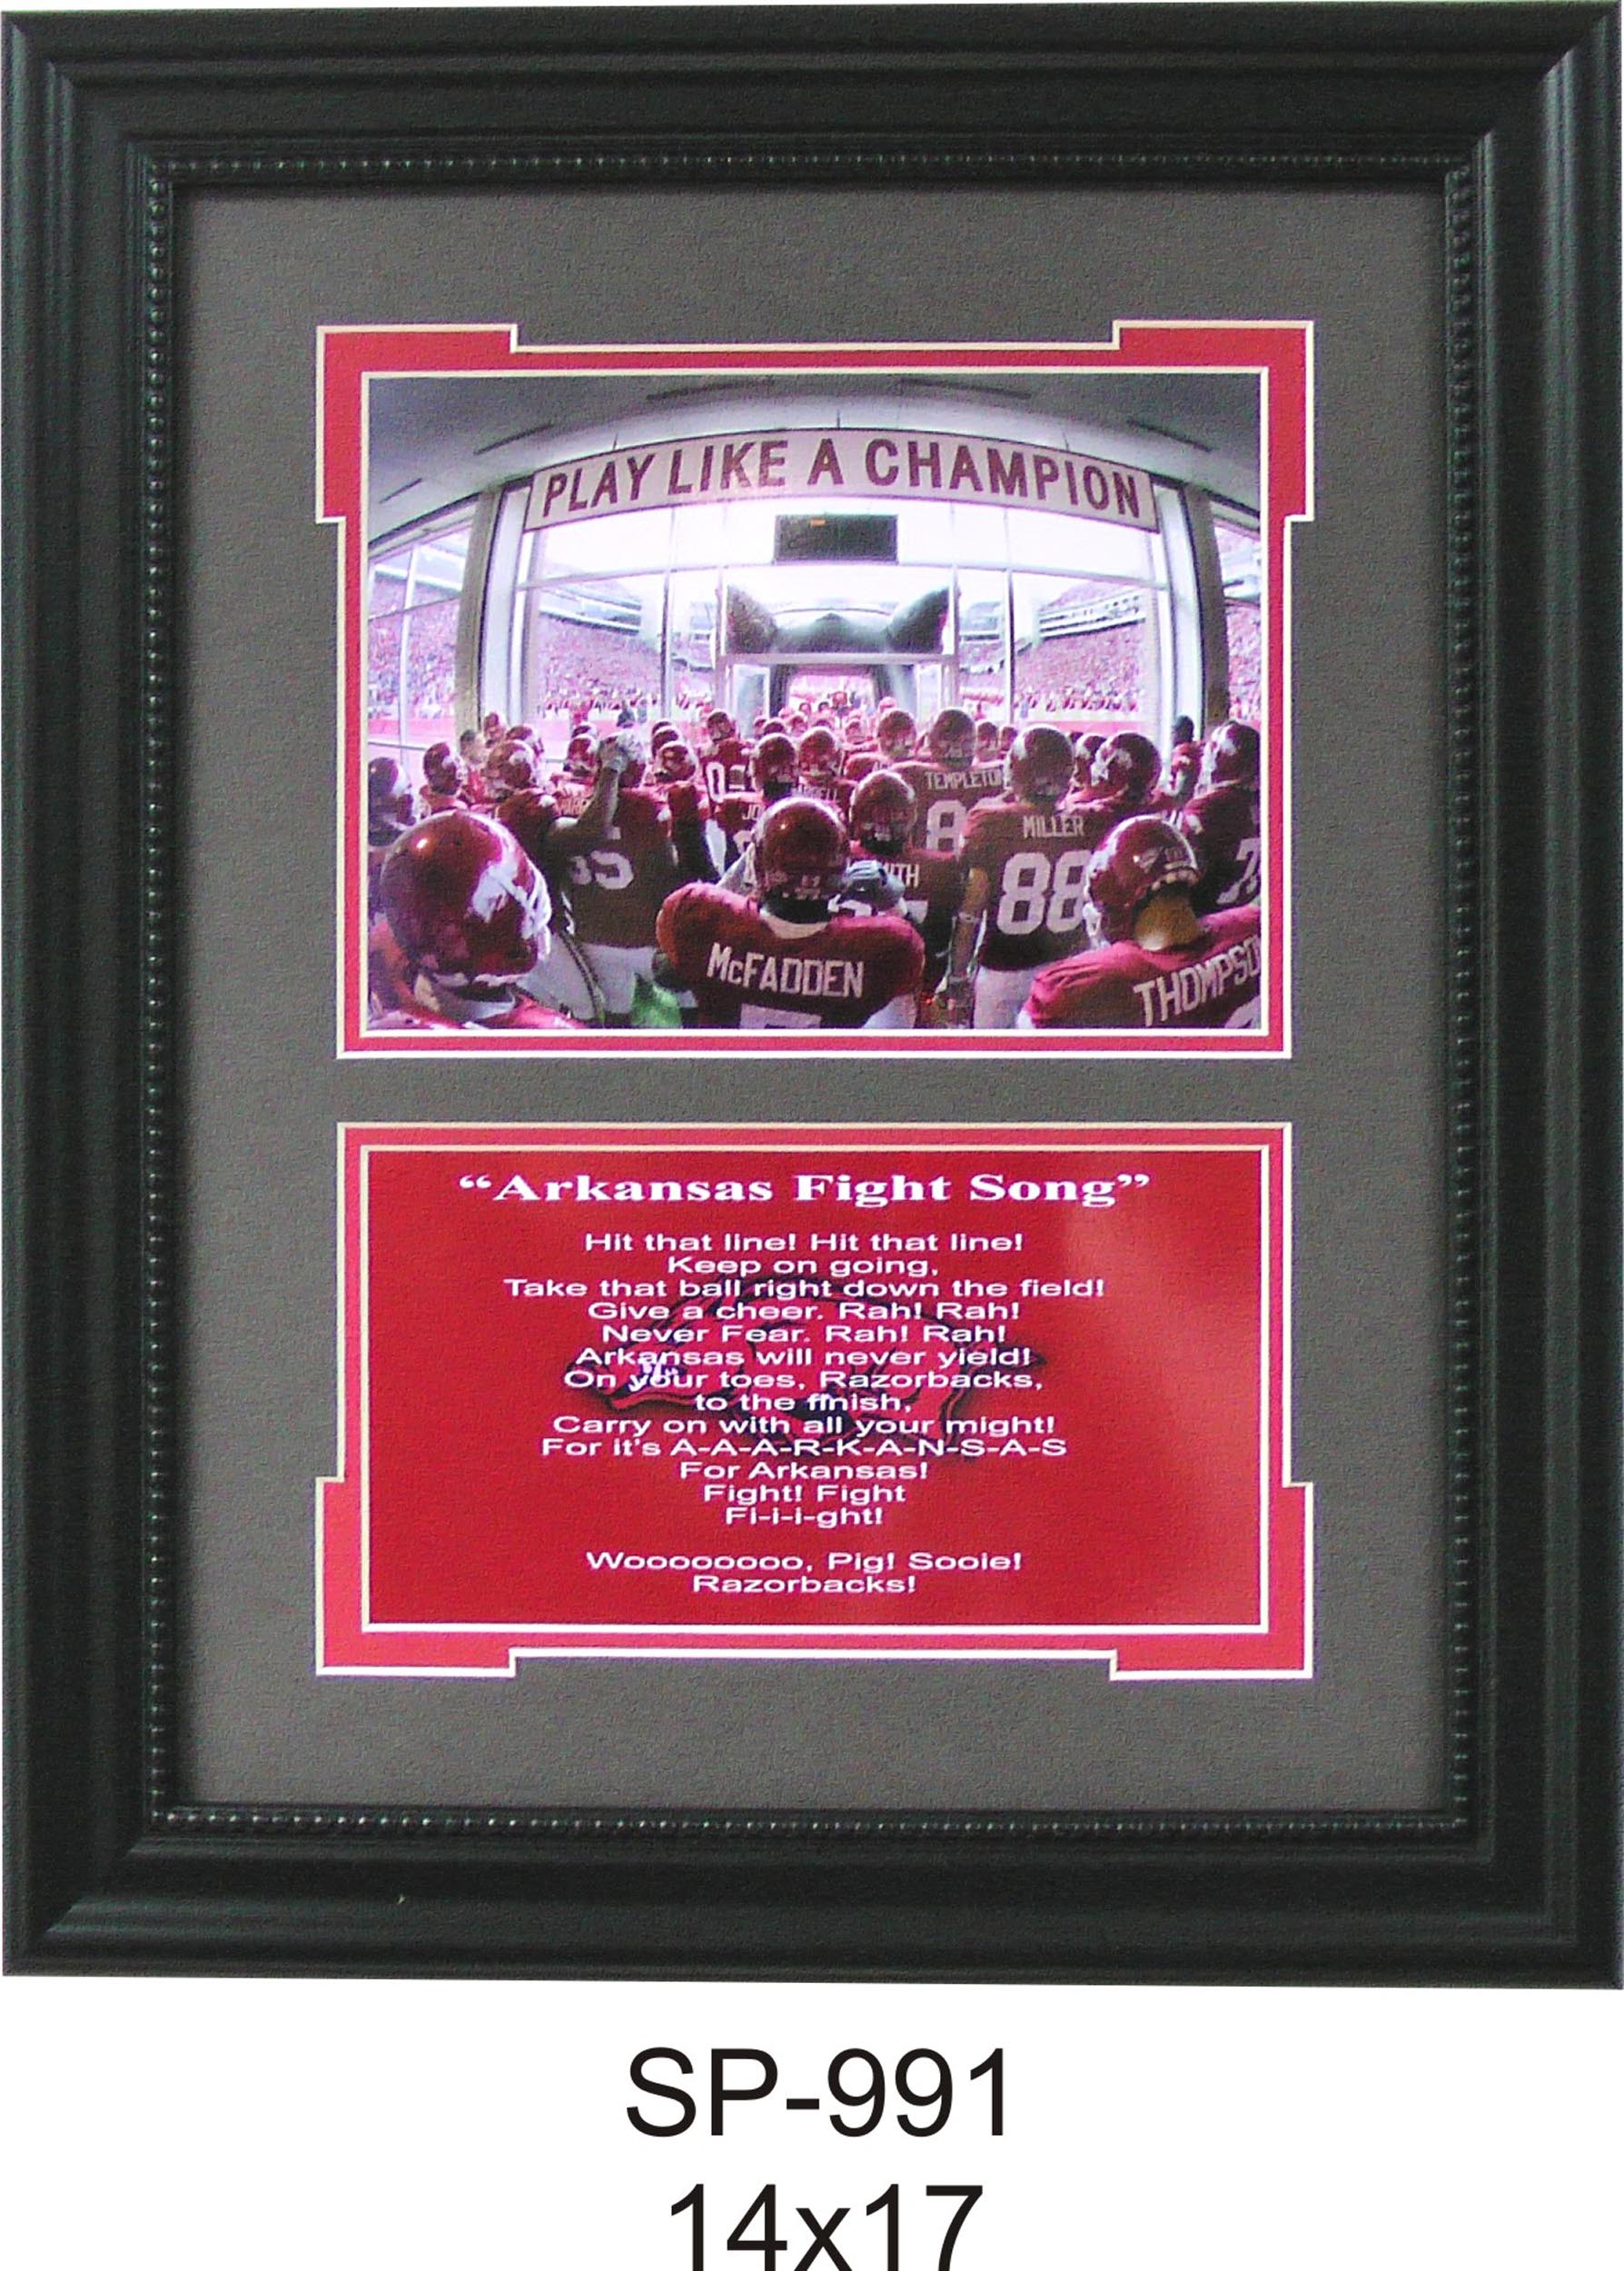 PLAY LIKE A CHAMPION
TEMPLETON
MILLER
88
McFADDEN
THOMPSO
“Arkansas Fight Song”
Hit that line! Hit that line!
Keep on going,
Take that ball right down the field!
Give a cheer. Rah! Rah!
Never Fear. Rah! Rah!
Arkansas will never yield!
On your toes, Razorbacks,
to the finish,
Carry on with all your might!
For it's A-A-A-R-K-A-N-S-A-S
For Arkansas!
Fight! Fight
Fi-i-i-ght!
Woooooooo, Pig! Sooie!
Razorbacks!
SP-991
14x17